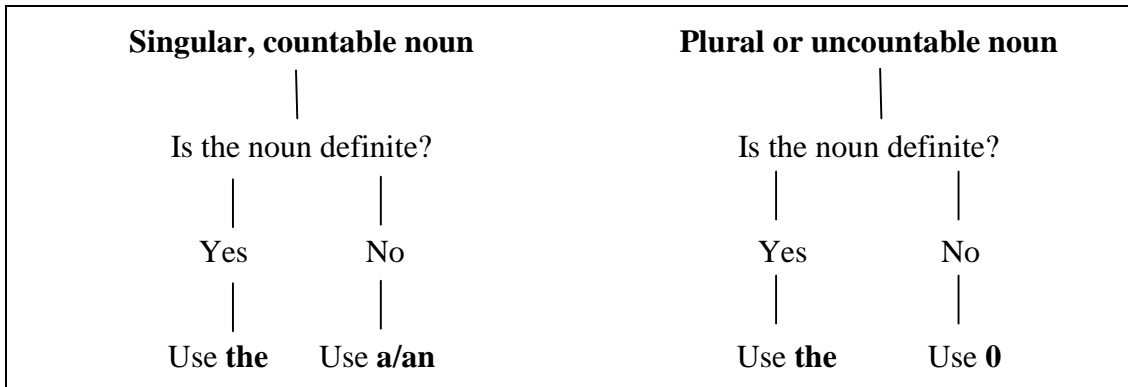 Singular, countable noun
Is the noun definite?
Yes No
Use the Use a/an
Plural or uncountable noun
Is the noun definite?
Yes No
Use the Use 0